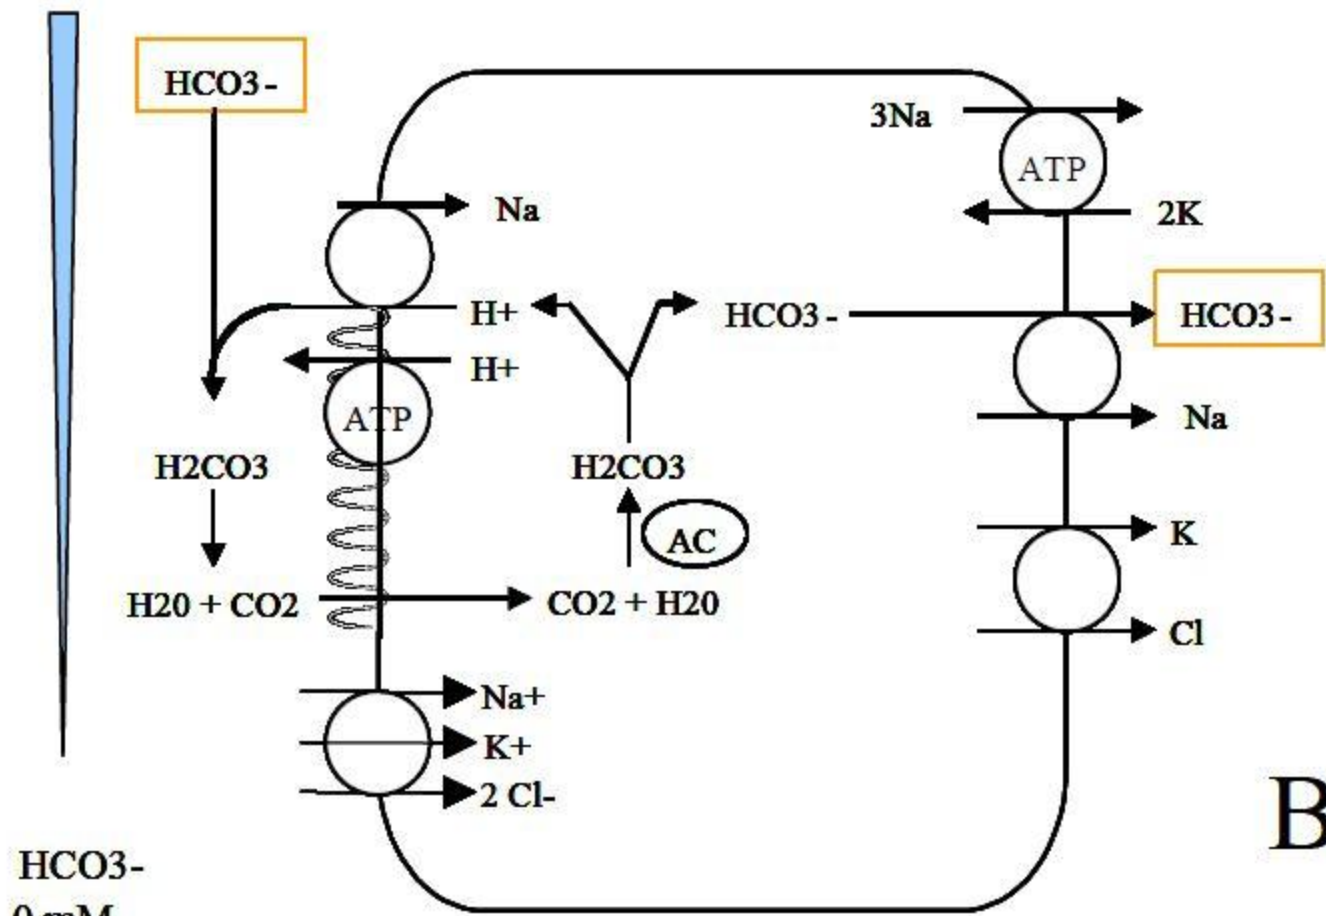 HCO3-
3Na
ATP
2K
Na
H+
HCO3-
HCO3-
H+
ATP
Na
H2CO3
H2CO3
AC
K
H20 + CO2
CO2 + H20
Cl
Na+
K+
2 Cl-
B
HCO3-